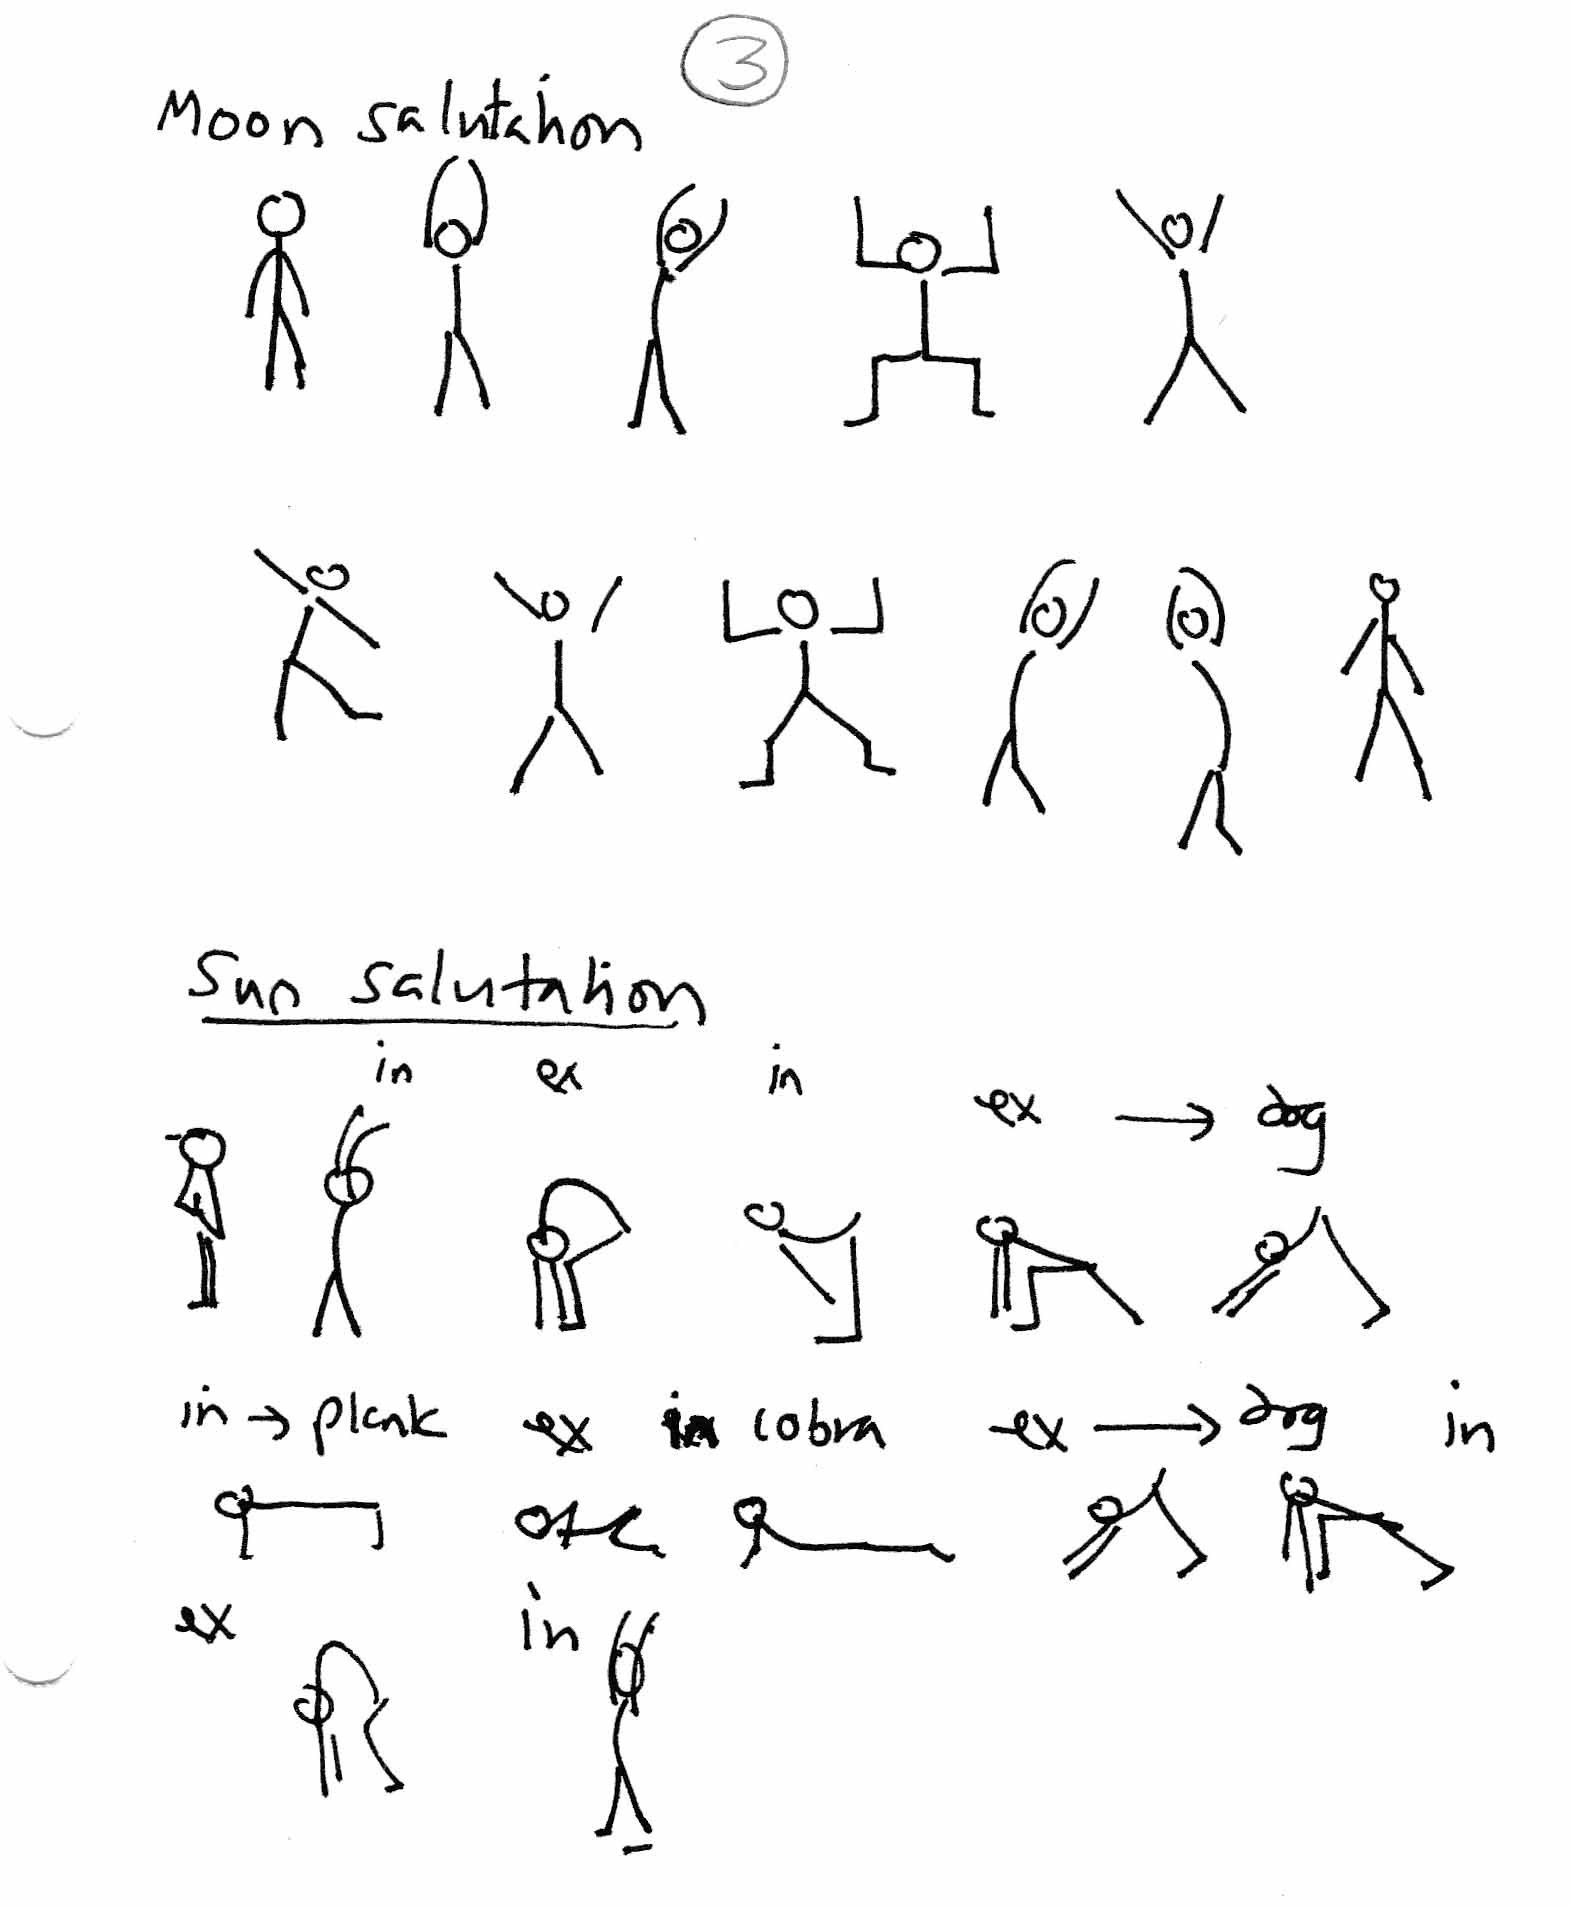 3
Moon salutation
Sun salutation
in ex in ex → dog
in → plank ex in cobra ex → dog in
ex in